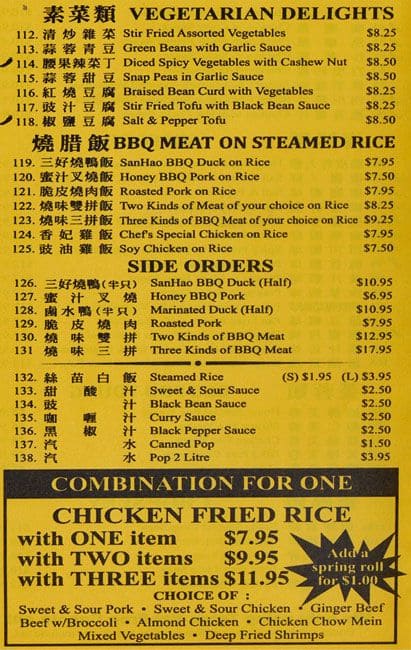 素菜類 VEGETARIAN DELIGHTS
112. 清炒雜菜 Stir Fried Assorted Vegetables $8.25
113. 蒜蓉青豆 Green Beans with Garlic Sauce $8.25
114. 腰果辣菜丁 Diced Spicy Vegetables with Cashew Nut $8.50
115. 蒜蓉甜豆 Snap Peas in Garlic Sauce $8.50
116. 紅燒豆腐 Braised Bean Curd with Vegetables $8.25
117. 豉汁豆腐 Stir Fried Tofu with Black Bean Sauce $8.25
118. 椒鹽豆腐 Salt & Pepper Tofu $8.50
燒腊飯 BBQ MEAT ON STEAMED RICE
119. 三好燒鴨飯 SanHao BBQ Duck on Rice $7.95
120. 蜜汁叉燒飯 Honey BBQ Pork on Rice $7.50
121. 脆皮燒肉飯 Roasted Pork on Rice $7.95
122. 燒味雙拼飯 Two Kinds of Meat of your choice on Rice $8.25
123. 燒味三拼飯 Three Kinds of BBQ Meat of your choice on Rice $9.25
124. 香妃雞飯 Chef's Special Chicken on Rice $7.95
125. 豉油雞飯 Soy Chicken on Rice $7.50
SIDE ORDERS
126. 三好燒鴨(半只) SanHao BBQ Duck (Half) $10.95
127. 蜜汁叉燒 Honey BBQ Pork $6.95
128. 鹵水鴨(半只) Marinated Duck (Half) $10.95
129. 脆皮燒肉 Roasted Pork $7.95
130. 燒味雙拼 Two Kinds of BBQ Meat $12.95
131 燒味三拼 Three Kinds of BBQ Meat $17.95
132. 絲苗白飯 Steamed Rice (S) $1.95 (L) $3.95
133. 甜酸汁 Sweet & Sour Sauce $2.50
134. 豉汁 Black Bean Sauce $2.50
135. 咖喱汁 Curry Sauce $2.50
136. 黑椒汁 Black Pepper Sauce $2.50
137. 汽水 Canned Pop $1.50
138. 汽水 Pop 2 Litre $3.95
COMBINATION FOR ONE
CHICKEN FRIED RICE
with ONE item $7.95
with TWO items $9.95
with THREE items $11.95
Add a
spring roll
for $1.00
CHOICE OF :
Sweet & Sour Pork • Sweet & Sour Chicken • Ginger Beef
Beef w/Broccoli • Almond Chicken • Chicken Chow Mein
Mixed Vegetables • Deep Fried Shrimps